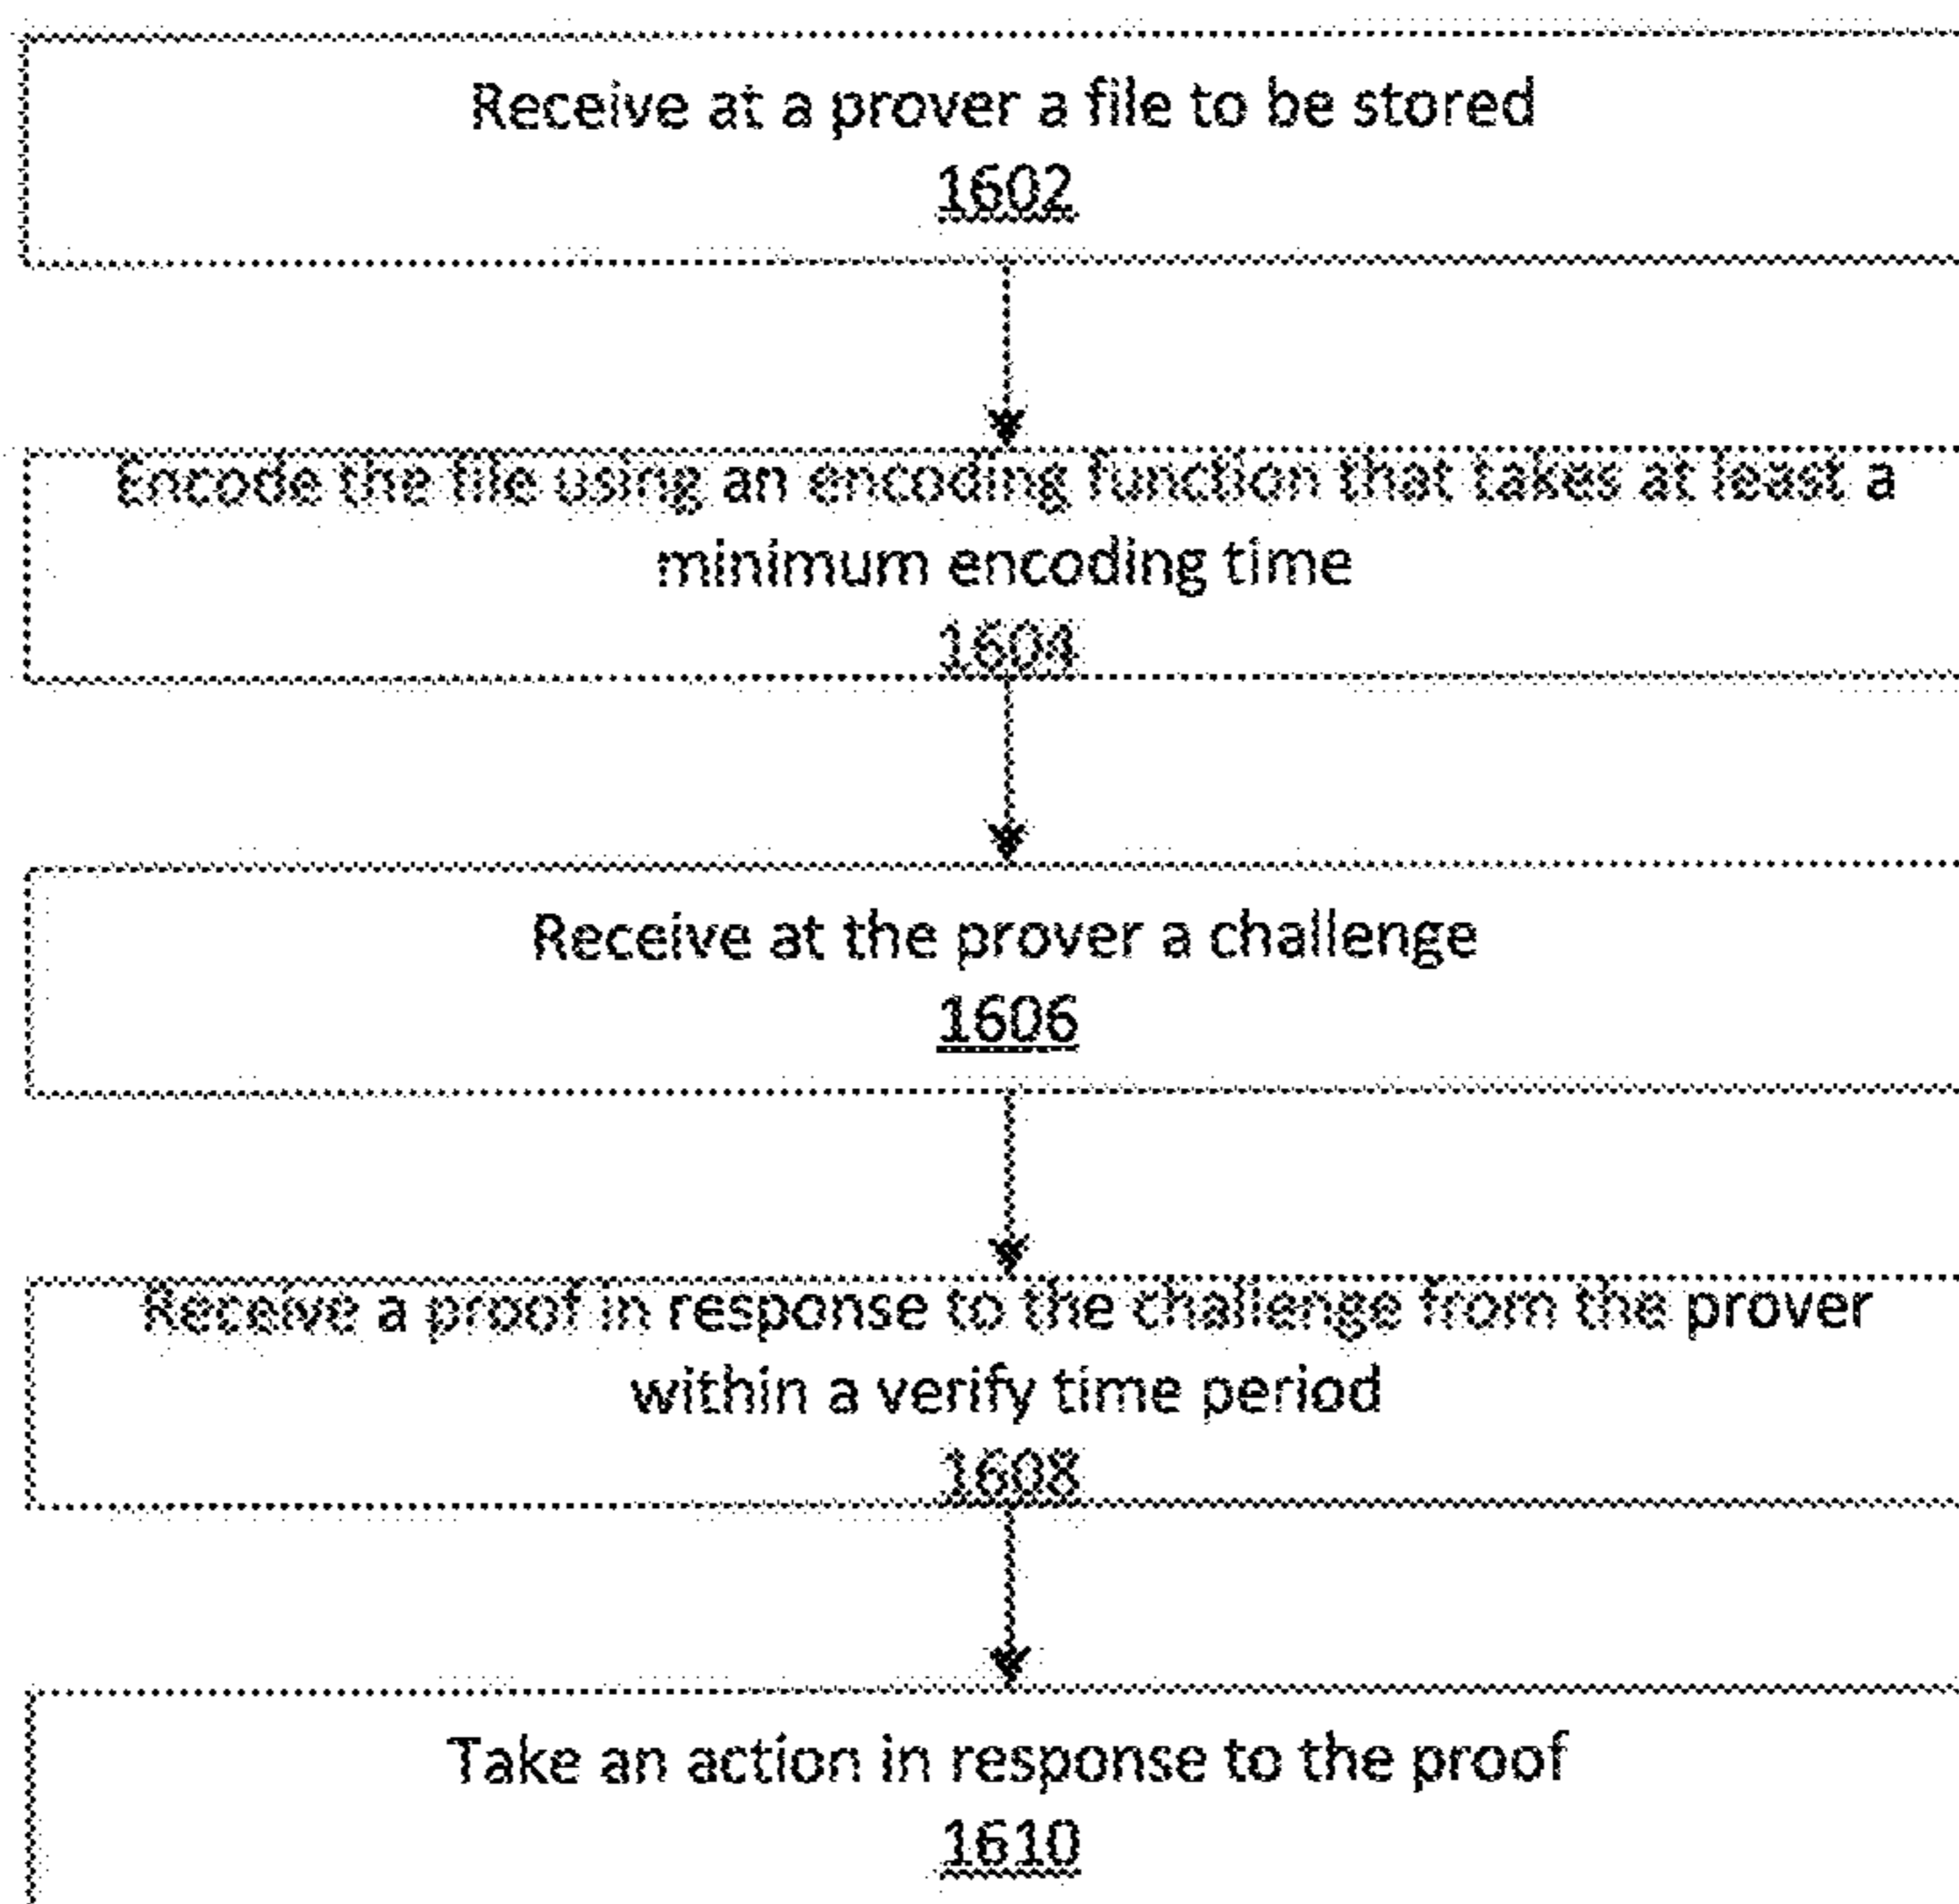 Receive at a prover a file to be stored
1602
Encode the file using an encoding function that takes at least a
minimum encoding time
1604
Receive at the prover a challenge
1606
Receive a proof in response to the challenge from the prover
within a verify time period
1608
Take an action in response to the proof
1610